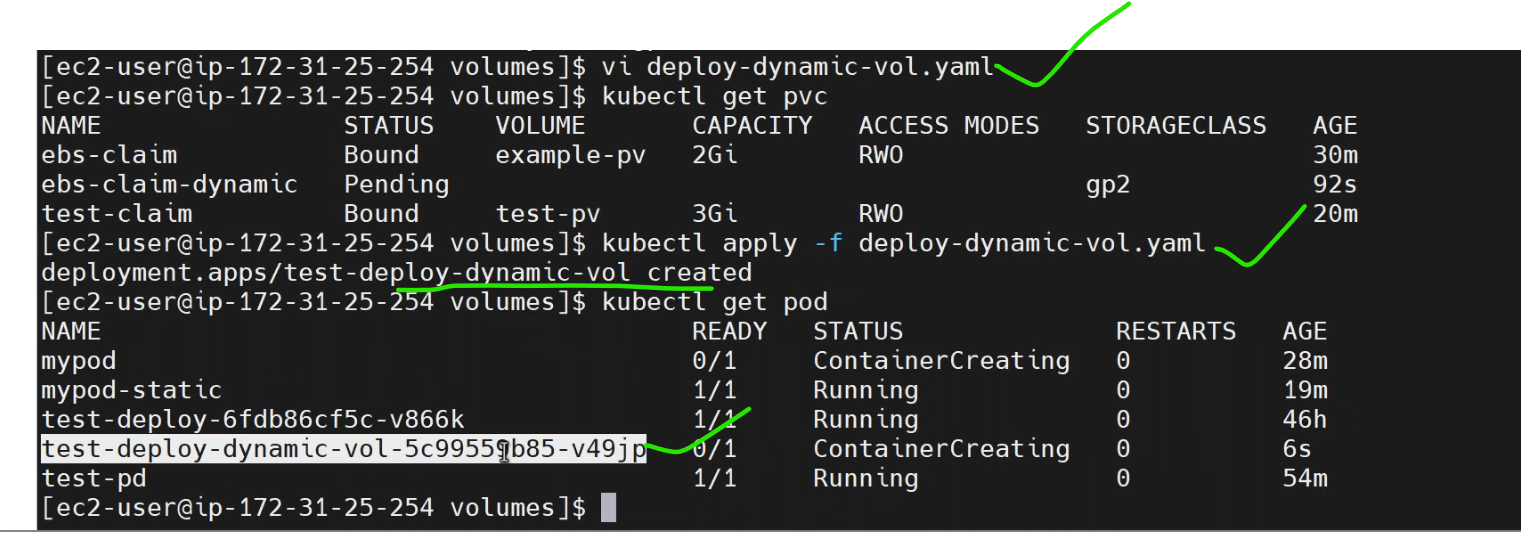 [ec2-user@ip-172-31-25-254 volumes]$ vi deploy-dynamic-vol.yaml
[ec2-user@ip-172-31-25-254 volumes]$ kubectl get pvc
NAME STATUS VOLUME CAPACITY ACCESS MODES STORAGECLASS AGE
ebs-claim Bound example-pv 2Gi RWO 30m
ebs-claim-dynamic Pending gp2 92s
test-claim Bound test-pv 3Gi RWO 20m
[ec2-user@ip-172-31-25-254 volumes]$ kubectl apply -f deploy-dynamic-vol.yaml
deployment.apps/test-deploy-dynamic-vol created
[ec2-user@ip-172-31-25-254 volumes]$ kubectl get pod
NAME READY STATUS RESTARTS AGE
mypod 0/1 ContainerCreating 0 28m
mypod-static 1/1 Running 0 19m
test-deploy-6fdb86cf5c-v866k 1/1 Running 0 46h
test-deploy-dynamic-vol-5c99559b85-v49jp 0/1 ContainerCreating 0 6s
test-pd 1/1 Running 0 54m
[ec2-user@ip-172-31-25-254 volumes]$